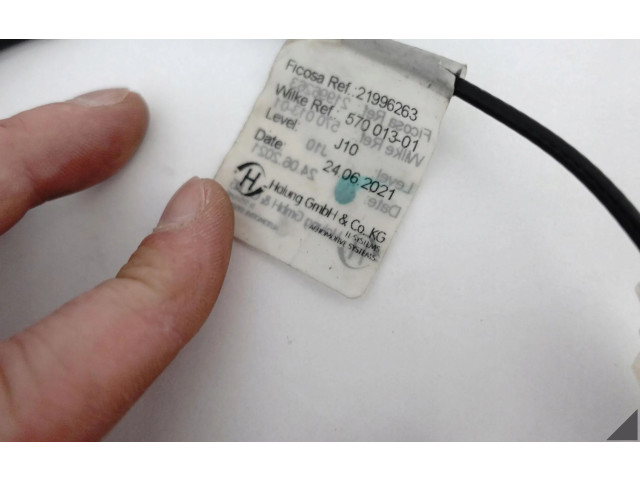 Ficosa Ref.:21996263
Wilke Ref.: 570 013-01
Level: J10
Date: 24.06.2021
H Holung GmbH & Co. KG